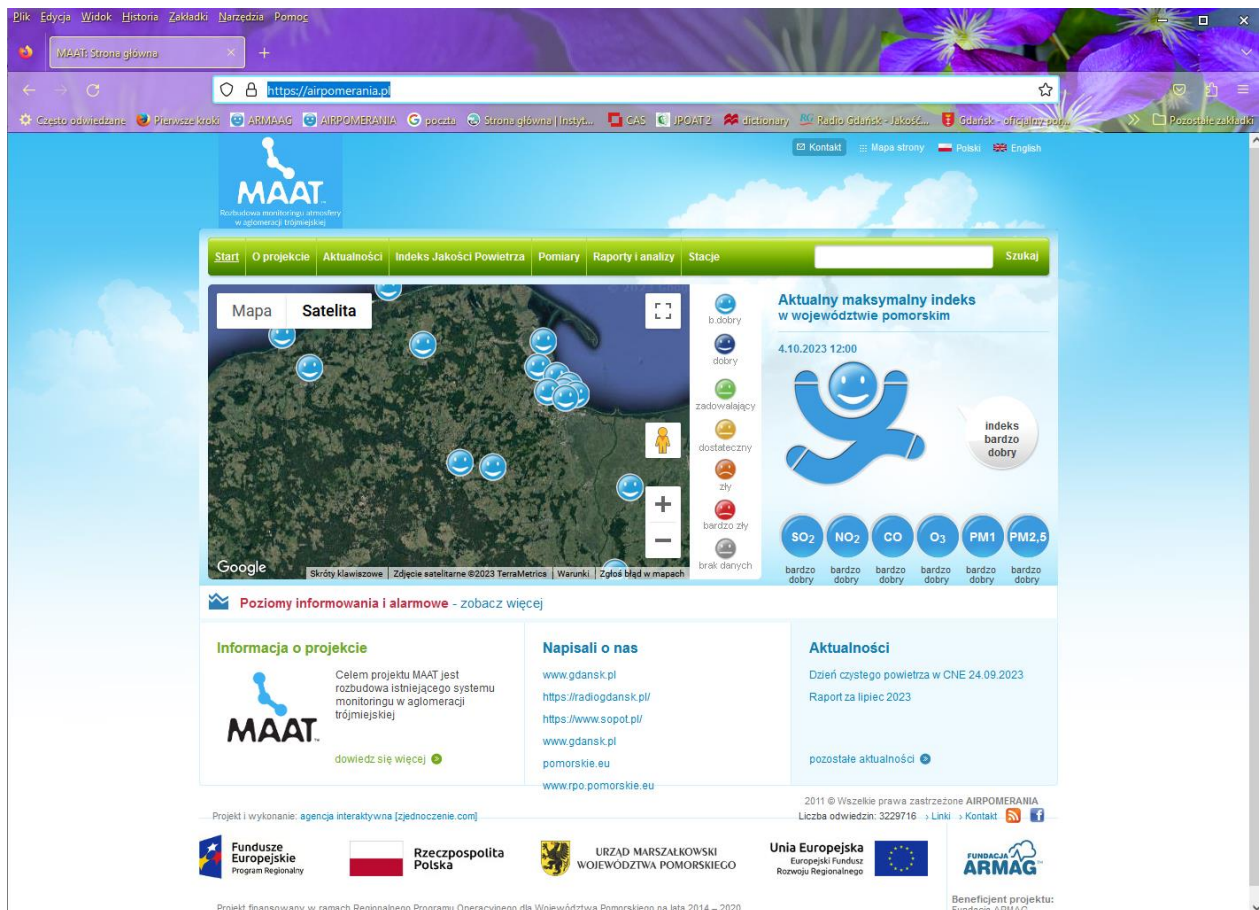 Plik Edycja Widok Historia Zakładki Narzędzia Pomoc
MAAT: Strona główna
https://airpomerania.pl
Często odwiedzane Pierwsze kroki ARMAAG AIRPOMERANIA poczta Strona główna | Instyt... CAS JPOAT2 dictionary Radio Gdańsk - Jakość... Gdańsk - oficjalny por... Pozostałe zakładki
Kontakt Mapa strony Polski English
MAAT
Rozbudowa monitoringu atmosfery
w aglomeracji trójmiejskiej
Start O projekcie Aktualności Indeks Jakości Powietrza Pomiary Raporty i analizy Stacje Szukaj
Mapa Satelita
b.dobry
dobry
zadowalający
dostateczny
zły
bardzo zły
brak danych
Google
Skróty klawiszowe Zdjęcie satelitarne ©2023 TerraMetrics Warunki Zgłoś błąd w mapach
Aktualny maksymalny indeks
w województwie pomorskim
4.10.2023 12:00
indeks
bardzo
dobry
SO2 NO2 CO O3 PM1 PM2,5
bardzo bardzo bardzo bardzo bardzo bardzo
dobry dobry dobry dobry dobry dobry
Poziomy informowania i alarmowe - zobacz więcej
Informacja o projekcie
MAAT
Celem projektu MAAT jest
rozbudowa istniejącego systemu
monitoringu w aglomeracji
trójmiejskiej
dowiedz się więcej
Napisali o nas
www.gdansk.pl
https://radiogdansk.pl/
https://www.sopot.pl/
www.gdansk.pl
pomorskie.eu
www.rpo.pomorskie.eu
Aktualności
Dzień czystego powietrza w CNE 24.09.2023
Raport za lipiec 2023
pozostałe aktualności
2011 © Wszelkie prawa zastrzeżone AIRPOMERANIA
Projekt i wykonanie: agencja interaktywna [zjednoczenie.com]
Liczba odwiedzin: 3229716 › Linki › Kontakt
Fundusze
Europejskie
Program Regionalny
Rzeczpospolita
Polska
URZĄD MARSZAŁKOWSKI
WOJEWÓDZTWA POMORSKIEGO
Unia Europejska
Europejski Fundusz
Rozwoju Regionalnego
FUNDACJA
ARMAG
Projekt finansowany w ramach Regionalnego Programu Operacyjnego dla Województwa Pomorskiego na lata 2014 – 2020
Beneficjent projektu:
Fundacja ARMAG